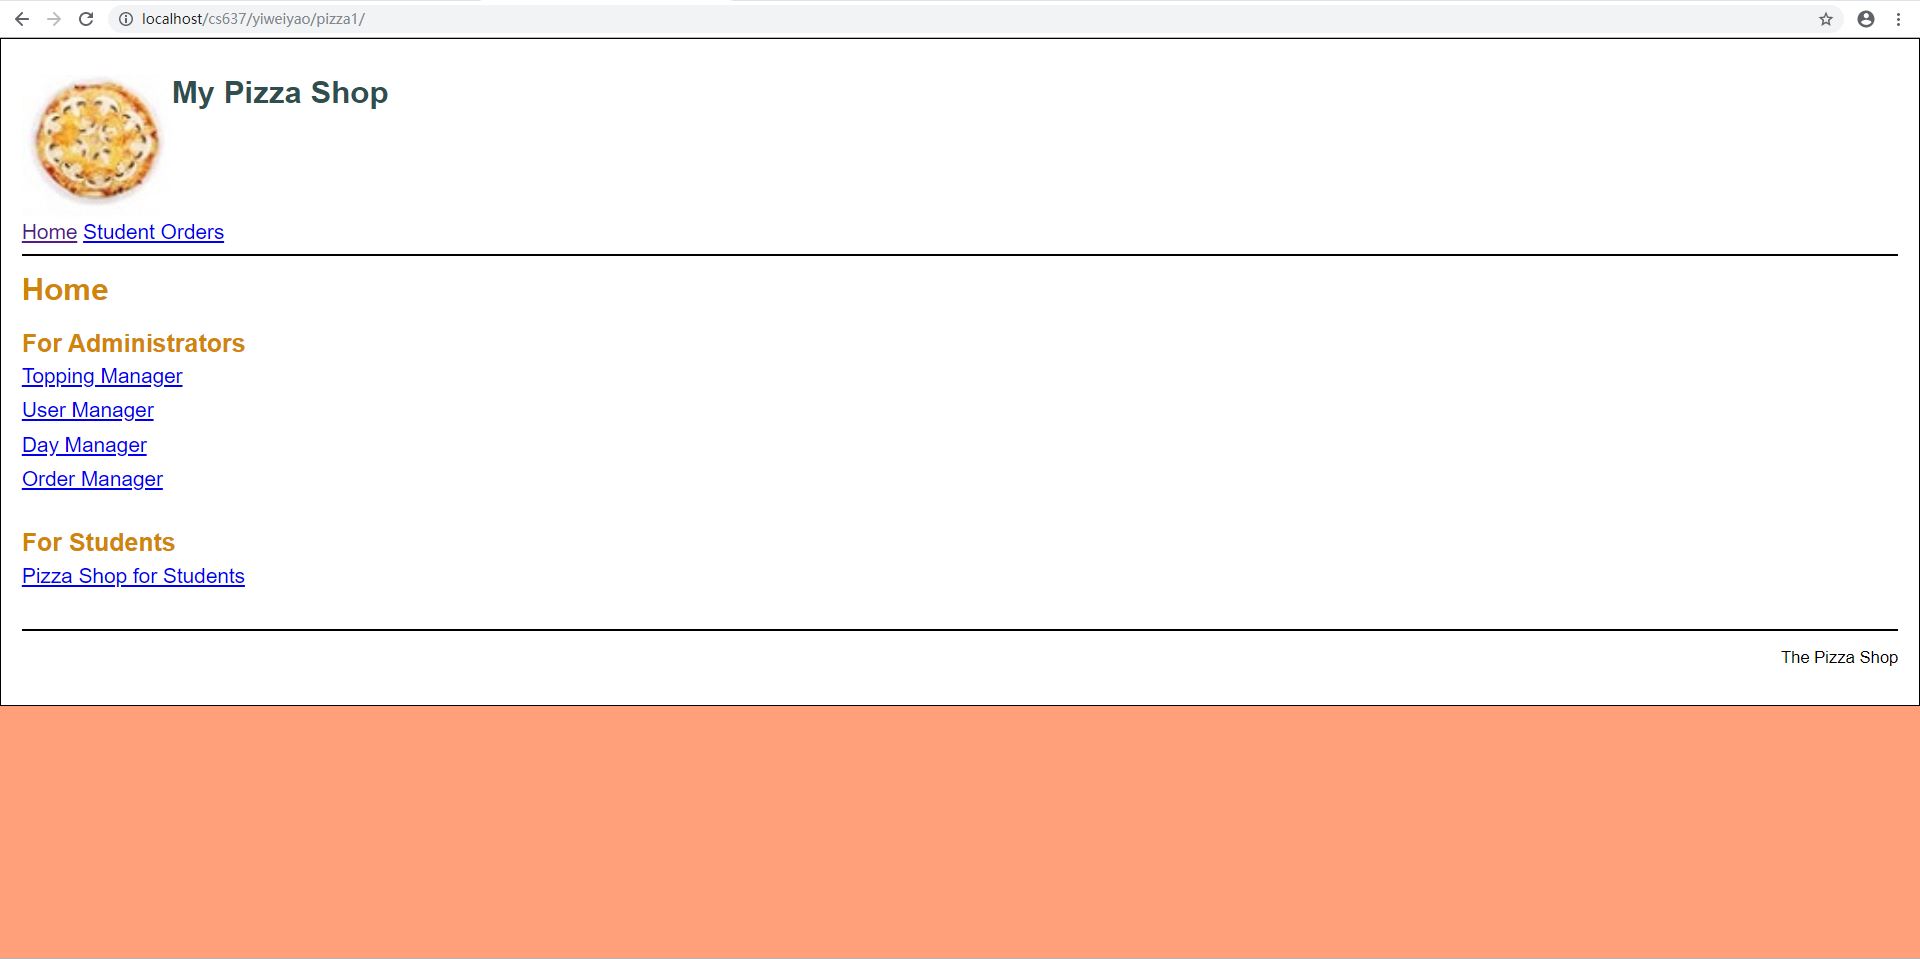 localhost/cs637/yiweiyao/pizza1/
My Pizza Shop
Home Student Orders
Home
For Administrators
Topping Manager
User Manager
Day Manager
Order Manager
For Students
Pizza Shop for Students
The Pizza Shop